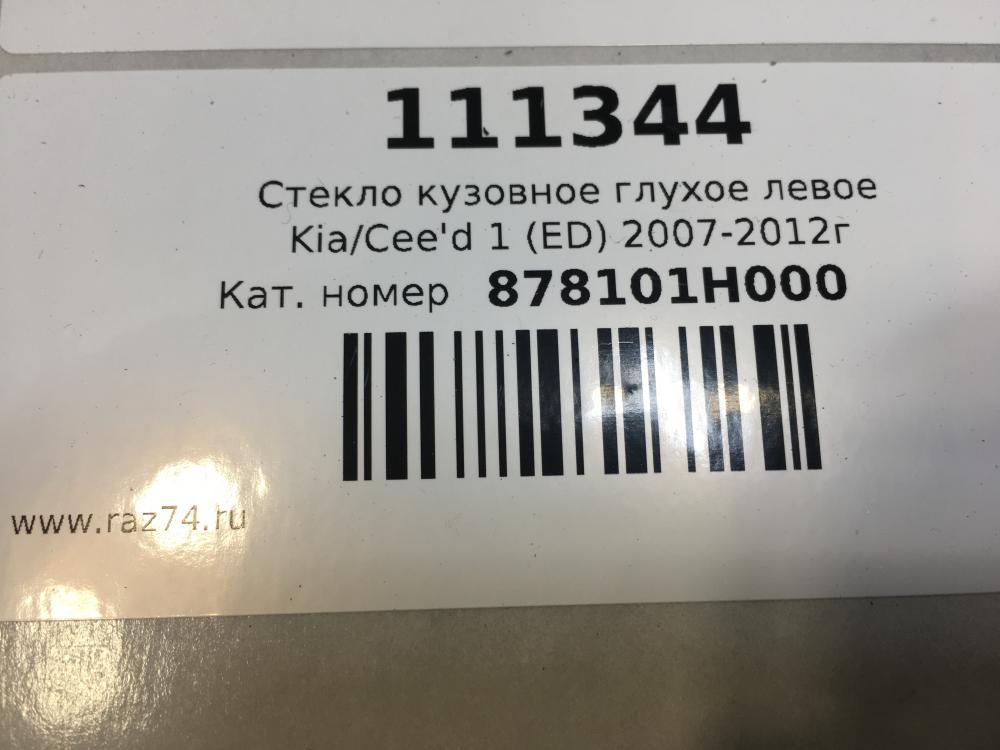 111344
Стекло кузовное глухое левое
Kia/Cee'd 1 (ED) 2007-2012г
Кат. номер 878101H000
www.raz74.ru